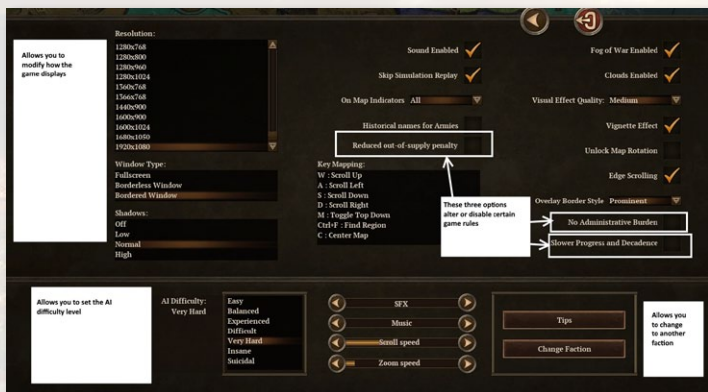 Allows you to
modify how the
game displays
Resolution:
1280x768
1280x800
1280x960
1280x1024
1360x768
1366x768
1440x900
1600x900
1600x1024
1680x1050
1920x1080
Window Type:
Fullscreen
Borderless Window
Bordered Window
Shadows:
Off
Low
Normal
High
Sound Enabled
Skip Simulation Replay
On Map Indicators All
Historical names for Armies
Reduced out-of-supply penalty
Key Mapping:
W : Scroll Up
A : Scroll Left
S : Scroll Down
D : Scroll Right
M : Toggle Top Down
Ctrl+F : Find Region
C : Center Map
These three options
alter or disable certain
game rules
Fog of War Enabled
Clouds Enabled
Visual Effect Quality: Medium
Vignette Effect
Unlock Map Rotation
Edge Scrolling
Overlay Border Style Prominent
No Administrative Burden
Slower Progress and Decadence
Allows you to set the AI
difficulty level
AI Difficulty:
Very Hard
Easy
Balanced
Experienced
Difficult
Very Hard
Insane
Suicidal
SFX
Music
Scroll speed
Zoom speed
Tips
Change Faction
Allows you
to change
to another
faction